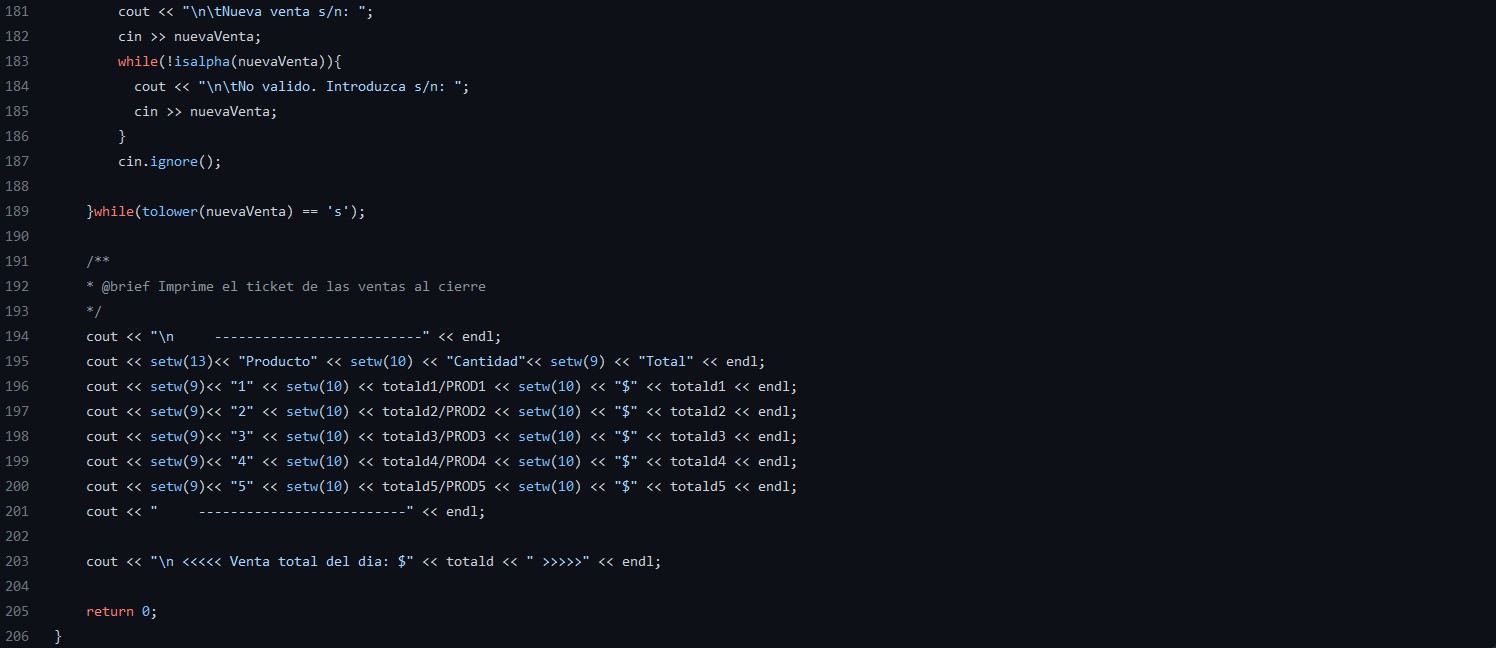 181 cout << "\n\tNueva venta s/n: ";
182 cin >> nuevaVenta;
183 while(!isalpha(nuevaVenta)){
184 cout << "\n\tNo valido. Introduzca s/n: ";
185 cin >> nuevaVenta;
186 }
187 cin.ignore();
188
189 }while(tolower(nuevaVenta) == 's');
190
191 /**
192 * @brief Imprime el ticket de las ventas al cierre
193 */
194 cout << "\n     --------------------------" << endl;
195 cout << setw(13)<< "Producto" << setw(10) << "Cantidad"<< setw(9) << "Total" << endl;
196 cout << setw(9)<< "1" << setw(10) << totald1/PROD1 << setw(10) << "$" << totald1 << endl;
197 cout << setw(9)<< "2" << setw(10) << totald2/PROD2 << setw(10) << "$" << totald2 << endl;
198 cout << setw(9)<< "3" << setw(10) << totald3/PROD3 << setw(10) << "$" << totald3 << endl;
199 cout << setw(9)<< "4" << setw(10) << totald4/PROD4 << setw(10) << "$" << totald4 << endl;
200 cout << setw(9)<< "5" << setw(10) << totald5/PROD5 << setw(10) << "$" << totald5 << endl;
201 cout << "     --------------------------" << endl;
202
203 cout << "\n <<<<< Venta total del dia: $" << totald << " >>>>>" << endl;
204
205 return 0;
206 }